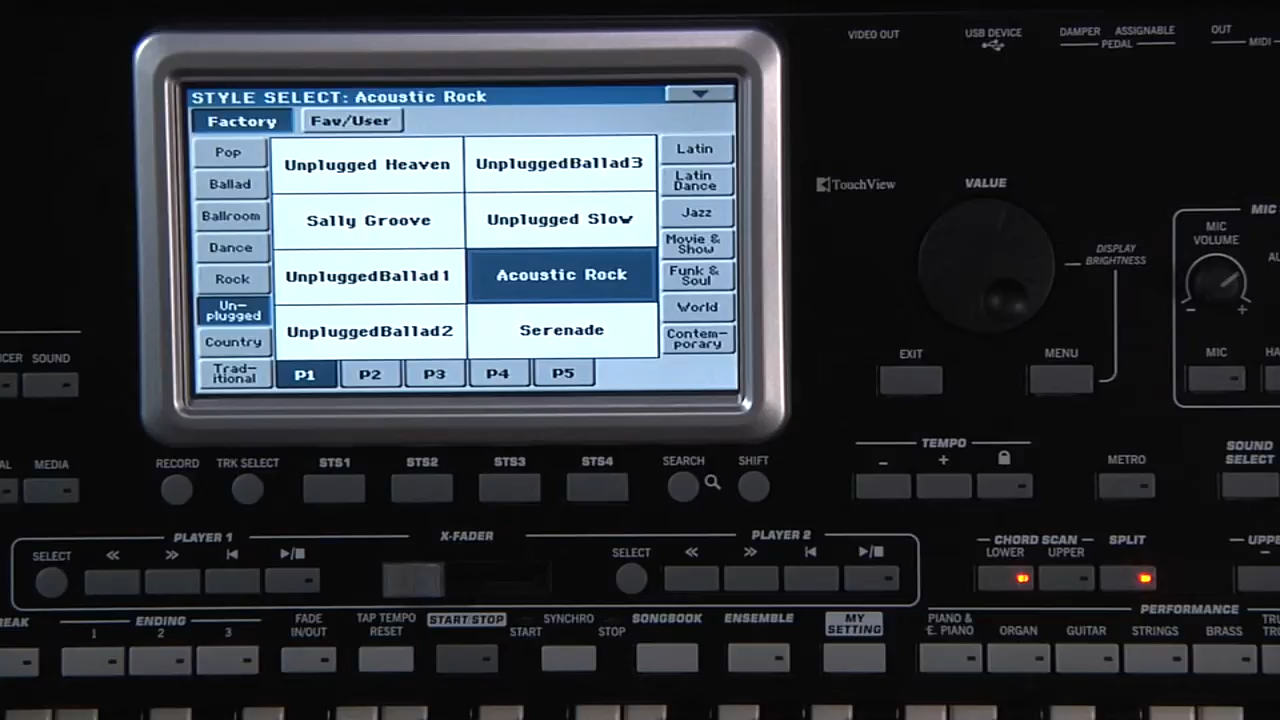 VIDEO OUT
USB DEVICE
DAMPER ASSIGNABLE
PEDAL
OUT
MIDI
STYLE SELECT: Acoustic Rock
Factory Fav/User
Pop
Ballad
Ballroom
Dance
Rock
Un-
plugged
Country
Trad-
itional
Unplugged Heaven UnpluggedBallad3
Sally Groove Unplugged Slow
UnpluggedBallad1 Acoustic Rock
UnpluggedBallad2 Serenade
Latin
Latin
Dance
Jazz
Movie &
Show
Funk &
Soul
World
Contem-
porary
P1 P2 P3 P4 P5
TouchView
VALUE
DISPLAY
BRIGHTNESS
EXIT MENU
MIC
MIC
VOLUME
- +
MIC
SOUND
MEDIA
RECORD TRK SELECT STS1 STS2 STS3 STS4 SEARCH SHIFT
TEMPO
- +
METRO
SOUND
SELECT
PLAYER 1 X-FADER PLAYER 2
SELECT << >> |◀ ▶/■ SELECT << >> |◀ ▶/■
CHORD SCAN SPLIT
LOWER UPPER
ENDING
1 2 3
FADE
IN/OUT
TAP TEMPO
RESET
START/STOP
SYNCHRO
START STOP
SONGBOOK ENSEMBLE
MY
SETTING
PERFORMANCE
PIANO &
E. PIANO
ORGAN GUITAR STRINGS BRASS